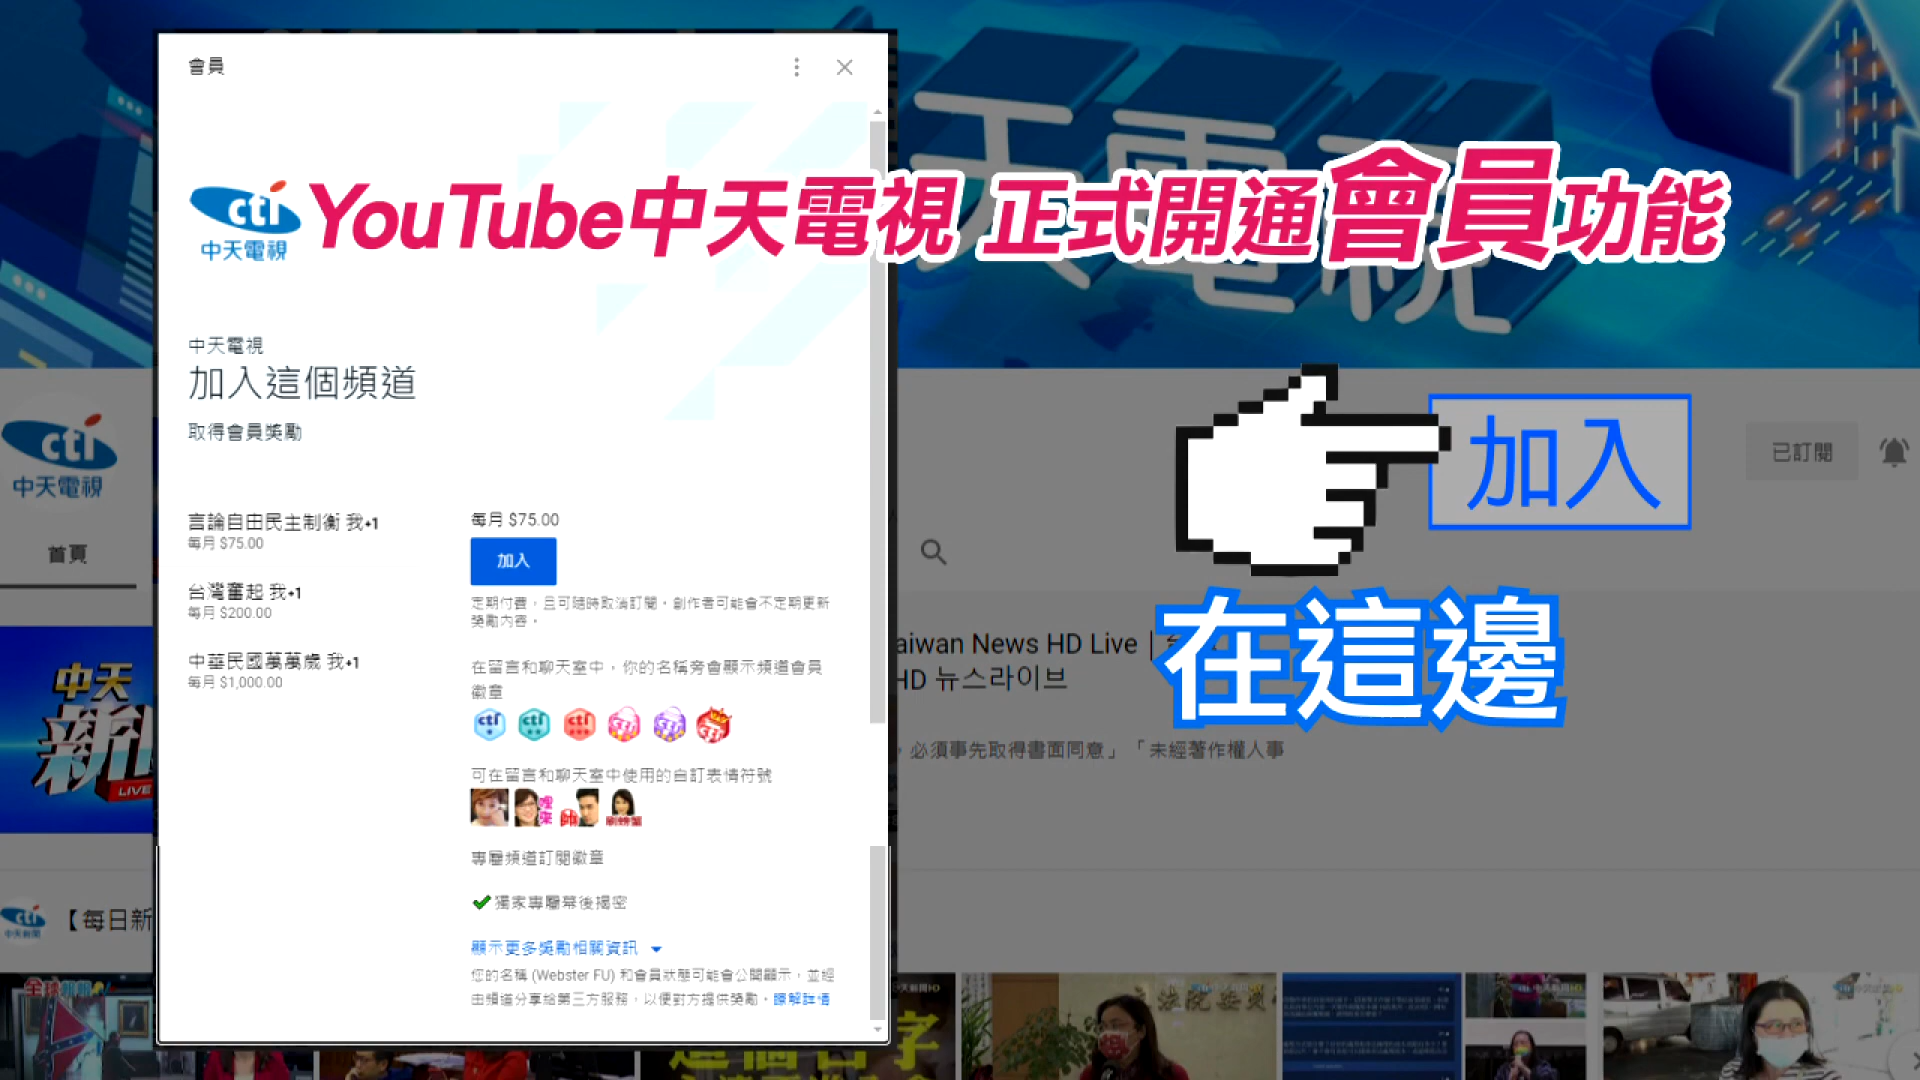 會員
天電視
cti
中天電視
YouTube中天電視 正式開通會員功能
中天電視
加入這個頻道
取得會員獎勵
言論自由民主制衡 我+1
每月 $75.00
台灣奮起 我+1
每月 $200.00
中華民國萬萬歲 我+1
每月 $1,000.00
每月 $75.00
加入
定期付費，且可隨時取消訂閱。創作者可能會不定期更新
獎勵內容。
在留言和聊天室中，你的名稱旁會顯示頻道會員
徽章
可在留言和聊天室中使用的自訂表情符號
專屬頻道訂閱徽章
獨家專屬幕後揭密
顯示更多獎勵相關資訊
您的名稱 (Webster FU) 和會員狀態可能會公開顯示，並經
由頻道分享給第三方服務，以便對方提供獎勵。瞭解詳情
cti
中天電視
首頁
中天
新聞
LIVE
cti
中天新聞
【每日新
加入
已訂閱
在這邊
aiwan News HD Live｜
HD 뉴스라이브
，必須事先取得書面同意」「未經著作權人事